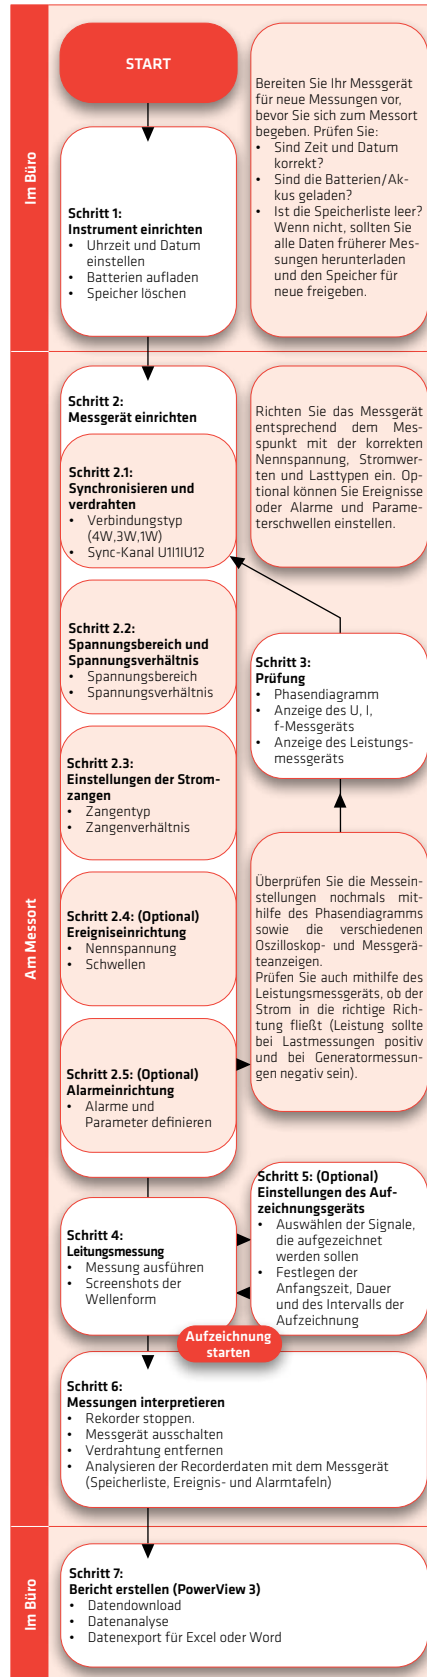 Im Büro
START
Bereiten Sie Ihr Messgerät
für neue Messungen vor,
bevor Sie sich zum Messort
begeben. Prüfen Sie:
• Sind Zeit und Datum
korrekt?
• Sind die Batterien/Ak-
kus geladen?
• Ist die Speicherliste leer?
Wenn nicht, sollten Sie
alle Daten früherer Mes-
sungen herunterladen
und den Speicher für
neue freigeben.
Schritt 1:
Instrument einrichten
• Uhrzeit und Datum
einstellen
• Batterien aufladen
• Speicher löschen
Am Messort
Schritt 2:
Messgerät einrichten
Richten Sie das Messgerät
entsprechend dem Mes-
spunkt mit der korrekten
Nennspannung, Stromwer-
ten und Lasttypen ein. Op-
tional können Sie Ereignisse
oder Alarme und Parame-
terschwellen einstellen.
Schritt 2.1:
Synchronisieren und
verdrahten
• Verbindungstyp
(4W,3W,1W)
• Sync-Kanal U1I1IU12
Schritt 2.2:
Spannungsbereich und
Spannungsverhältnis
• Spannungsbereich
• Spannungsverhältnis
Schritt 3:
Prüfung
• Phasendiagramm
• Anzeige des U, I,
f-Messgeräts
• Anzeige des Leistungs-
messgeräts
Schritt 2.3:
Einstellungen der Strom-
zangen
• Zangentyp
• Zangenverhältnis
Schritt 2.4: (Optional)
Ereigniseinrichtung
• Nennspannung
• Schwellen
Überprüfen Sie die Messein-
stellungen nochmals mit-
hilfe des Phasendiagramms
sowie die verschiedenen
Oszilloskop- und Messgerä-
teanzeigen.
Prüfen Sie auch mithilfe des
Leistungsmessgeräts, ob der
Strom in die richtige Rich-
tung fließt (Leistung sollte
bei Lastmessungen positiv
und bei Generatormessun-
gen negativ sein).
Schritt 2.5: (Optional)
Alarmeinrichtung
• Alarme und
Parameter definieren
Schritt 4:
Leitungsmessung
• Messung ausführen
• Screenshots der
Wellenform
Schritt 5: (Optional)
Einstellungen des Auf-
zeichnungsgeräts
• Auswählen der Signale,
die aufgezeichnet
werden sollen
• Festlegen der
Anfangszeit, Dauer
und des Intervalls der
Aufzeichnung
Aufzeichnung
starten
Schritt 6:
Messungen interpretieren
• Rekorder stoppen.
• Messgerät ausschalten
• Verdrahtung entfernen
• Analysieren der Recorderdaten mit dem Messgerät
(Speicherliste, Ereignis- und Alarmtafeln)
Im Büro
Schritt 7:
Bericht erstellen (PowerView 3)
• Datendownload
• Datenanalyse
• Datenexport für Excel oder Word